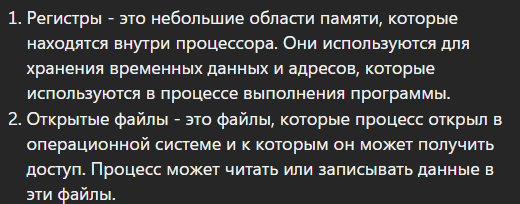 1. Регистры - это небольшие области памяти, которые
находятся внутри процессора. Они используются для
хранения временных данных и адресов, которые
используются в процессе выполнения программы.
2. Открытые файлы - это файлы, которые процесс открыл в
операционной системе и к которым он может получить
доступ. Процесс может читать или записывать данные в
эти файлы.